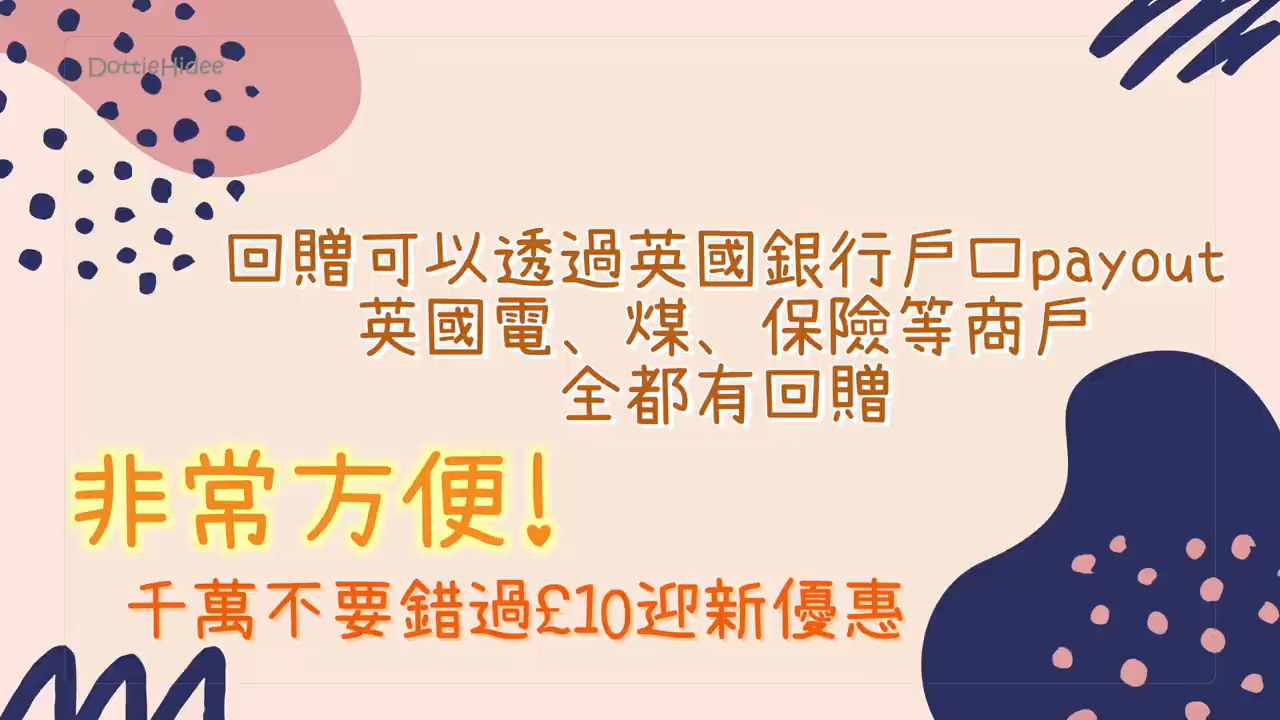 DottieHidee
回贈可以透過英國銀行戶口payout
英國電、煤、保險等商戶
全都有回贈
非常方便!
千萬不要錯過£10迎新優惠